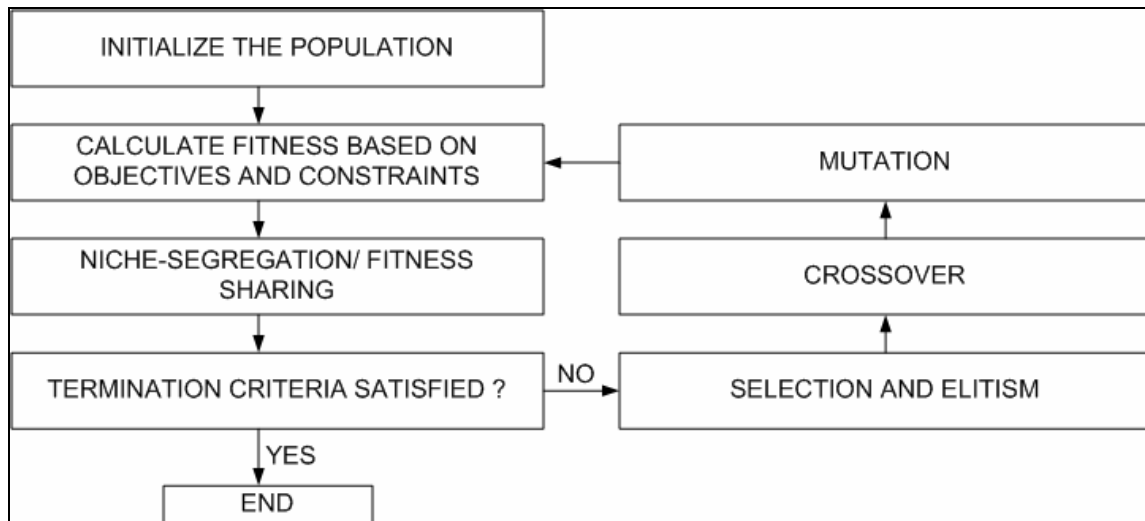 INITIALIZE THE POPULATION
CALCULATE FITNESS BASED ON
OBJECTIVES AND CONSTRAINTS
NICHE-SEGREGATION/ FITNESS
SHARING
TERMINATION CRITERIA SATISFIED ?
NO
YES
END
SELECTION AND ELITISM
CROSSOVER
MUTATION